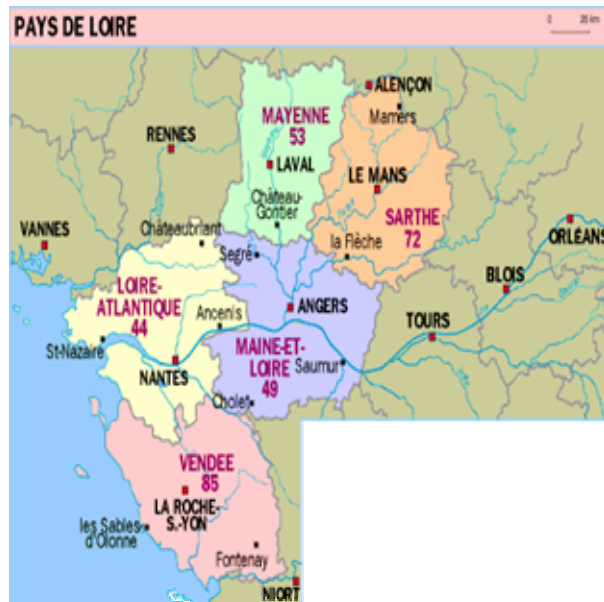 PAYS DE LOIRE
0 25 km
ALENÇON
Mamers
MAYENNE
53
RENNES
LAVAL
LE MANS
Château-
Gontier
SARTHE
72
VANNES
Châteaubriant
Segré
la Flèche
ORLÉANS
BLOIS
LOIRE-
ATLANTIQUE
44
Ancenis
ANGERS
TOURS
St-Nazaire
MAINE-ET-
LOIRE
49
Saumur
NANTES
Cholet
VENDEE
85
LA ROCHE-
S.-YON
les Sables
d'Olonne
Fontenay
NIORT